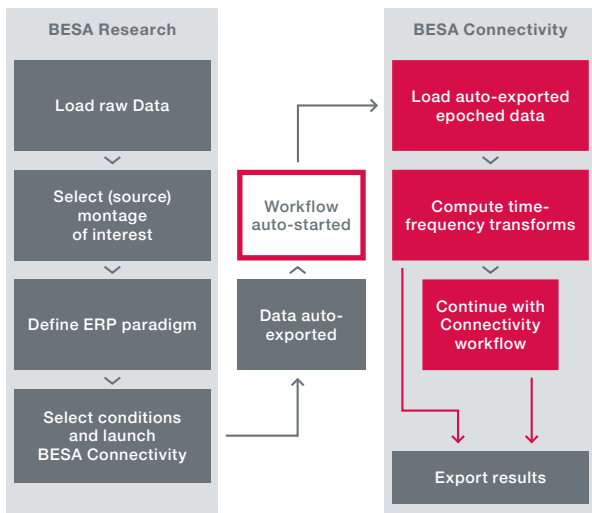 BESA Research
Load raw Data
Select (source)
montage
of interest
Define ERP paradigm
Select conditions
and launch
BESA Connectivity
Data auto-
exported
Workflow
auto-started
BESA Connectivity
Load auto-exported
epoched data
Compute time-
frequency transforms
Continue with
Connectivity
workflow
Export results